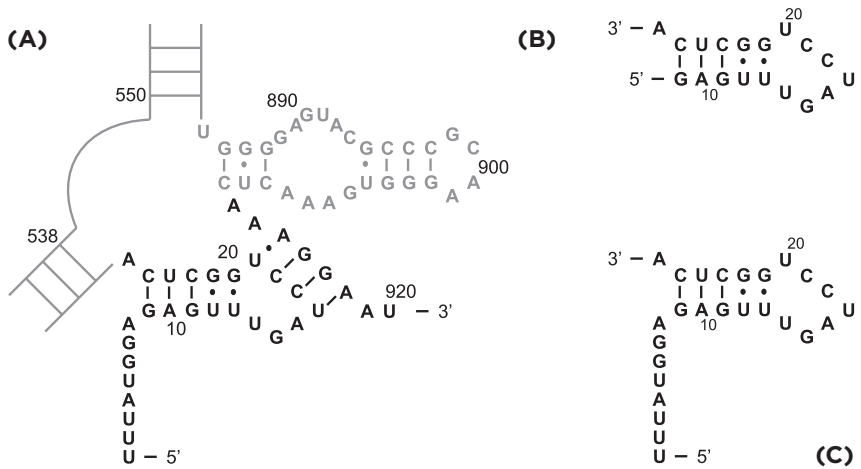 (A)
550
890
U
G G G G A G U A C G C C C G C
900
C U C A A A G U G G G A A
A A A G G A A U 920 – 3'
538
20
A C U C G G U C C U
G A G U U U G A
10
A
G
G
U
A
U
U
U – 5'
(B)
20
3' – A C U C G G U C C U
5' – G A G U U U G A
10
20
3' – A C U C G G U C C U
G A G U U U G A
10
A
G
G
U
A
U
U
U – 5'
(C)